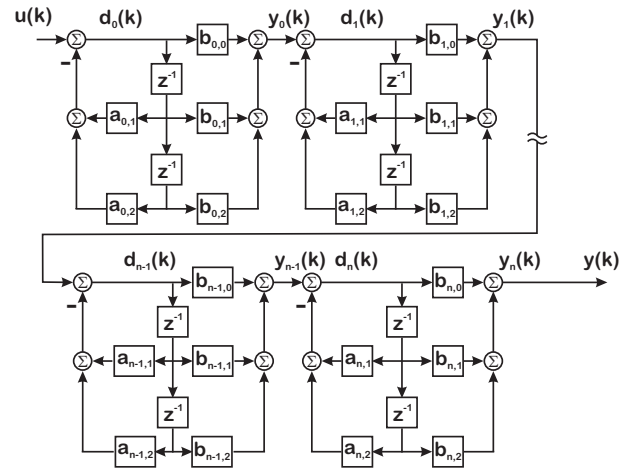 u(k) d₀(k) y₀(k) d₁(k) y₁(k)
Σ b₀,₀ Σ Σ b₁,₀ Σ
− z⁻¹ − z⁻¹
Σ a₀,₁ b₀,₁ Σ Σ a₁,₁ b₁,₁ Σ
z⁻¹ z⁻¹
a₀,₂ b₀,₂ a₁,₂ b₁,₂
dₙ₋₁(k) yₙ₋₁(k) dₙ(k) yₙ(k) y(k)
Σ bₙ₋₁,₀ Σ Σ bₙ,₀ Σ
− z⁻¹ − z⁻¹
Σ aₙ₋₁,₁ bₙ₋₁,₁ Σ Σ aₙ,₁ bₙ,₁ Σ
z⁻¹ z⁻¹
aₙ₋₁,₂ bₙ₋₁,₂ aₙ,₂ bₙ,₂